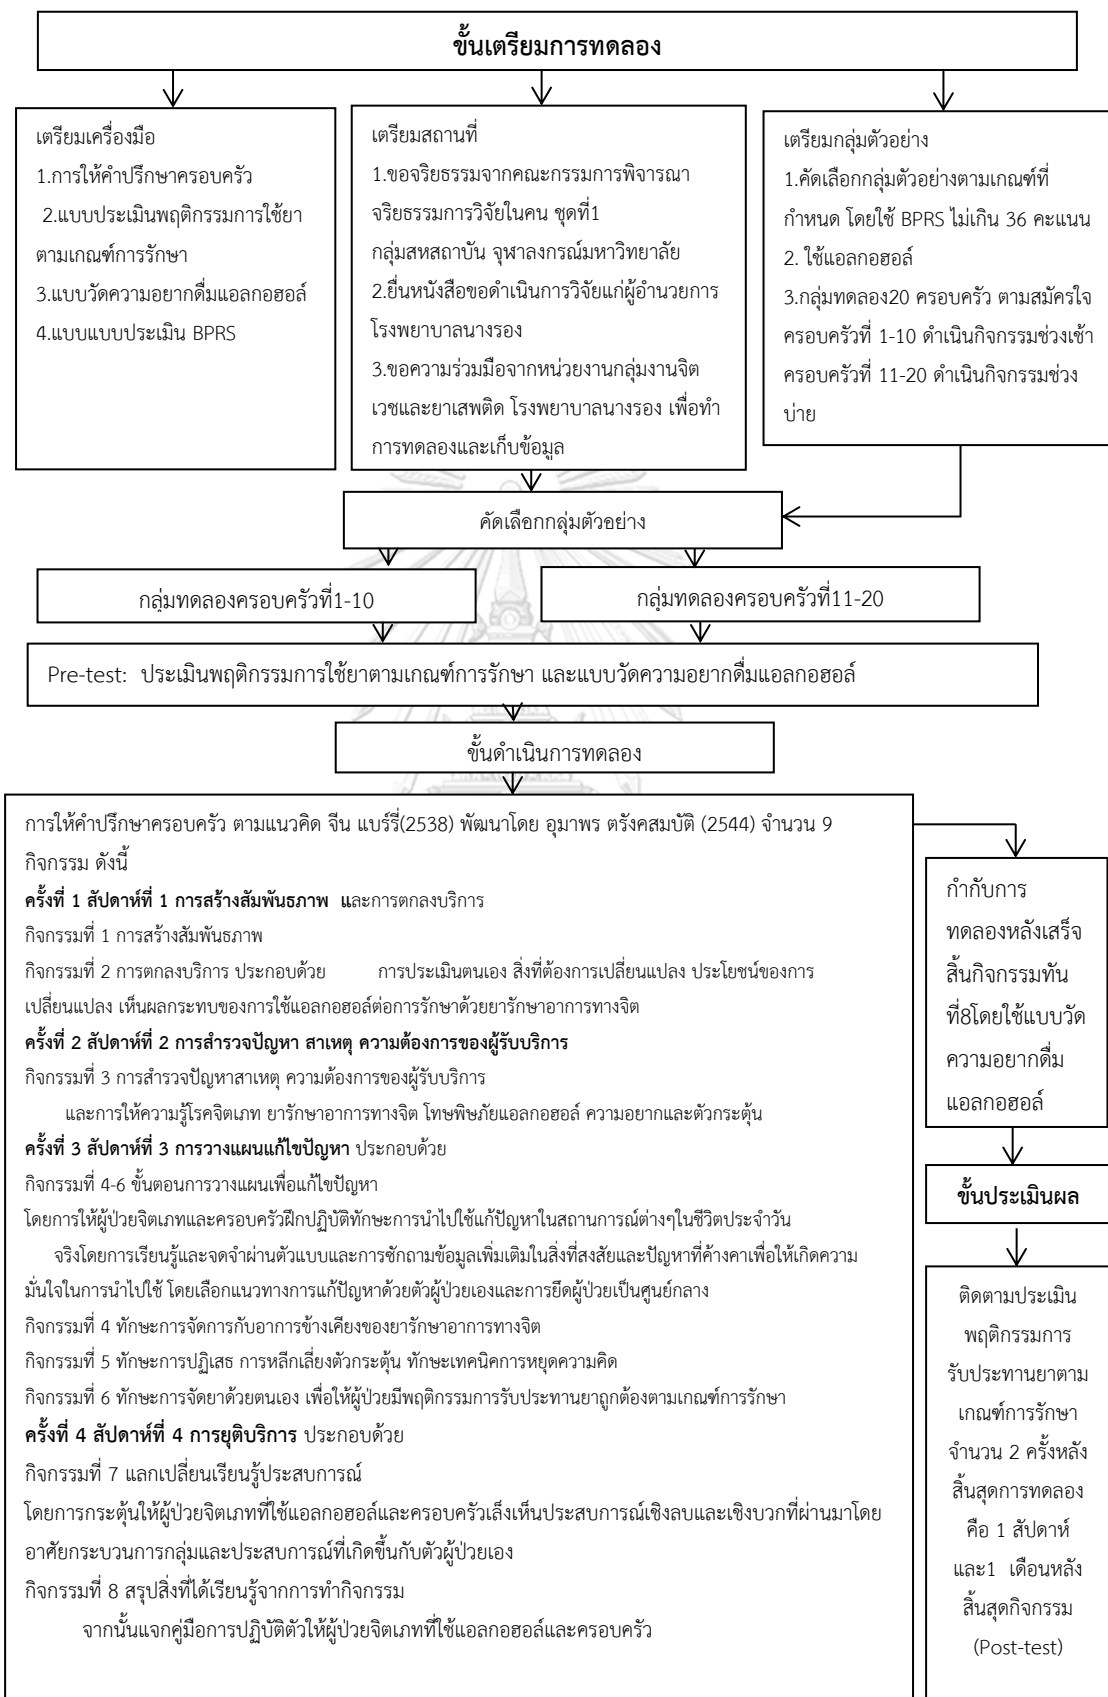 ขั้นเตรียมการทดลอง
เตรียมเครื่องมือ
1.การให้คำปรึกษาครอบครัว
2.แบบประเมินพฤติกรรมการใช้ยา
ตามเกณฑ์การรักษา
3.แบบวัดความอยากดื่มแอลกอฮอล์
4.แบบแบบประเมิน BPRS
เตรียมสถานที่
1.ขอจริยธรรมจากคณะกรรมการพิจารณา
จริยธรรมการวิจัยในคน ชุดที่1
กลุ่มสหสถาบัน จุฬาลงกรณ์มหาวิทยาลัย
2.ยื่นหนังสือขอดำเนินการวิจัยแก่ผู้อำนวยการ
โรงพยาบาลนางรอง
3.ขอความร่วมมือจากหน่วยงานกลุ่มงานจิต
เวชและยาเสพติด โรงพยาบาลนางรอง เพื่อทำ
การทดลองและเก็บข้อมูล
เตรียมกลุ่มตัวอย่าง
1.คัดเลือกกลุ่มตัวอย่างตามเกณฑ์ที่
กำหนด โดยใช้ BPRS ไม่เกิน 36 คะแนน
2. ใช้แอลกอฮอล์
3.กลุ่มทดลอง20 ครอบครัว ตามสมัครใจ
ครอบครัวที่ 1-10 ดำเนินกิจกรรมช่วงเช้า
ครอบครัวที่ 11-20 ดำเนินกิจกรรมช่วง
บ่าย
คัดเลือกกลุ่มตัวอย่าง
กลุ่มทดลองครอบครัวที่1-10
กลุ่มทดลองครอบครัวที่11-20
Pre-test: ประเมินพฤติกรรมการใช้ยาตามเกณฑ์การรักษา และแบบวัดความอยากดื่มแอลกอฮอล์
ขั้นดำเนินการทดลอง
การให้คำปรึกษาครอบครัว ตามแนวคิด จีน แบร์รี่(2538) พัฒนาโดย อุมาพร ตรังคสมบัติ (2544) จำนวน 9
กิจกรรม ดังนี้
ครั้งที่ 1 สัปดาห์ที่ 1 การสร้างสัมพันธภาพ และการตกลงบริการ
กิจกรรมที่ 1 การสร้างสัมพันธภาพ
กิจกรรมที่ 2 การตกลงบริการ ประกอบด้วย การประเมินตนเอง สิ่งที่ต้องการเปลี่ยนแปลง ประโยชน์ของการ
เปลี่ยนแปลง เห็นผลกระทบของการใช้แอลกอฮอล์ต่อการรักษาด้วยยารักษาอาการทางจิต
ครั้งที่ 2 สัปดาห์ที่ 2 การสำรวจปัญหา สาเหตุ ความต้องการของผู้รับบริการ
กิจกรรมที่ 3 การสำรวจปัญหาสาเหตุ ความต้องการของผู้รับบริการ
และการให้ความรู้โรคจิตเภท ยารักษาอาการทางจิต โทษพิษภัยแอลกอฮอล์ ความอยากและตัวกระตุ้น
ครั้งที่ 3 สัปดาห์ที่ 3 การวางแผนแก้ไขปัญหา ประกอบด้วย
กิจกรรมที่ 4-6 ขั้นตอนการวางแผนเพื่อแก้ไขปัญหา
โดยการให้ผู้ป่วยจิตเภทและครอบครัวฝึกปฏิบัติทักษะการนำไปใช้แก้ปัญหาในสถานการณ์ต่างๆในชีวิตประจำวัน
จริงโดยการเรียนรู้และจดจำผ่านตัวแบบและการซักถามข้อมูลเพิ่มเติมในสิ่งที่สงสัยและปัญหาที่ค้างคาเพื่อให้เกิดความ
มั่นใจในการนำไปใช้ โดยเลือกแนวทางการแก้ปัญหาด้วยตัวผู้ป่วยเองและการยึดผู้ป่วยเป็นศูนย์กลาง
กิจกรรมที่ 4 ทักษะการจัดการกับอาการข้างเคียงของยารักษาอาการทางจิต
กิจกรรมที่ 5 ทักษะการปฏิเสธ การหลีกเลี่ยงตัวกระตุ้น ทักษะเทคนิคการหยุดความคิด
กิจกรรมที่ 6 ทักษะการจัดยาด้วยตนเอง เพื่อให้ผู้ป่วยมีพฤติกรรมการรับประทานยาถูกต้องตามเกณฑ์การรักษา
ครั้งที่ 4 สัปดาห์ที่ 4 การยุติบริการ ประกอบด้วย
กิจกรรมที่ 7 แลกเปลี่ยนเรียนรู้ประสบการณ์
โดยการกระตุ้นให้ผู้ป่วยจิตเภทที่ใช้แอลกอฮอล์และครอบครัวเล็งเห็นประสบการณ์เชิงลบและเชิงบวกที่ผ่านมาโดย
อาศัยกระบวนการกลุ่มและประสบการณ์ที่เกิดขึ้นกับตัวผู้ป่วยเอง
กิจกรรมที่ 8 สรุปสิ่งที่ได้เรียนรู้จากการทำกิจกรรม
จากนั้นแจกคู่มือการปฏิบัติตัวให้ผู้ป่วยจิตเภทที่ใช้แอลกอฮอล์และครอบครัว
กำกับการ
ทดลองหลังเสร็จ
สิ้นกิจกรรมทัน
ที่8โดยใช้แบบวัด
ความอยากดื่ม
แอลกอฮอล์
ขั้นประเมินผล
ติดตามประเมิน
พฤติกรรมการ
รับประทานยาตาม
เกณฑ์การรักษา
จำนวน 2 ครั้งหลัง
สิ้นสุดการทดลอง
คือ 1 สัปดาห์
และ1 เดือนหลัง
สิ้นสุดกิจกรรม
(Post-test)